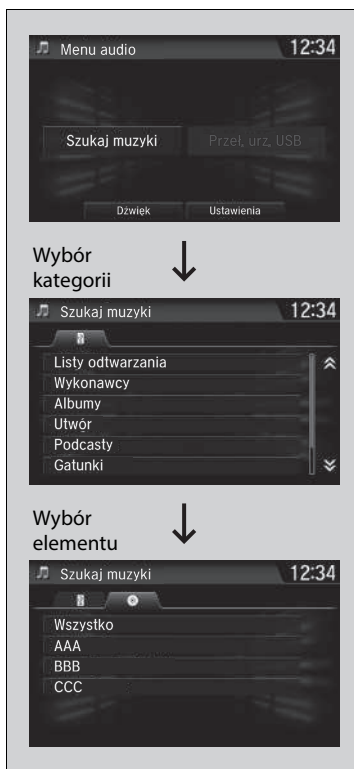 Menu audio 12:34
Szukaj muzyki Przeł. urz. USB
Dźwięk Ustawienia
Wybór
kategorii
Szukaj muzyki 12:34
Listy odtwarzania
Wykonawcy
Albumy
Utwór
Podcasty
Gatunki
Wybór
elementu
Szukaj muzyki 12:34
Wszystko
AAA
BBB
CCC